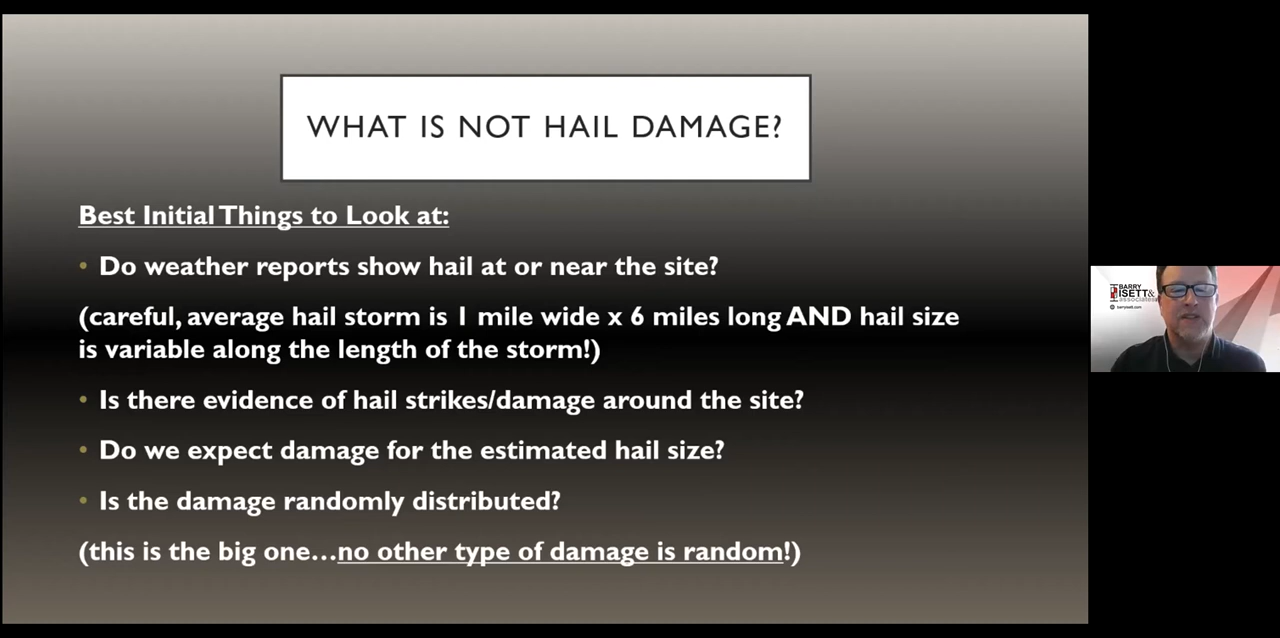 WHAT IS NOT HAIL DAMAGE?
Best Initial Things to Look at:
• Do weather reports show hail at or near the site?
(careful, average hail storm is 1 mile wide x 6 miles long AND hail size
is variable along the length of the storm!)
• Is there evidence of hail strikes/damage around the site?
• Do we expect damage for the estimated hail size?
• Is the damage randomly distributed?
(this is the big one…no other type of damage is random!)
BARRY
ISETT&
associates
barryisett.com